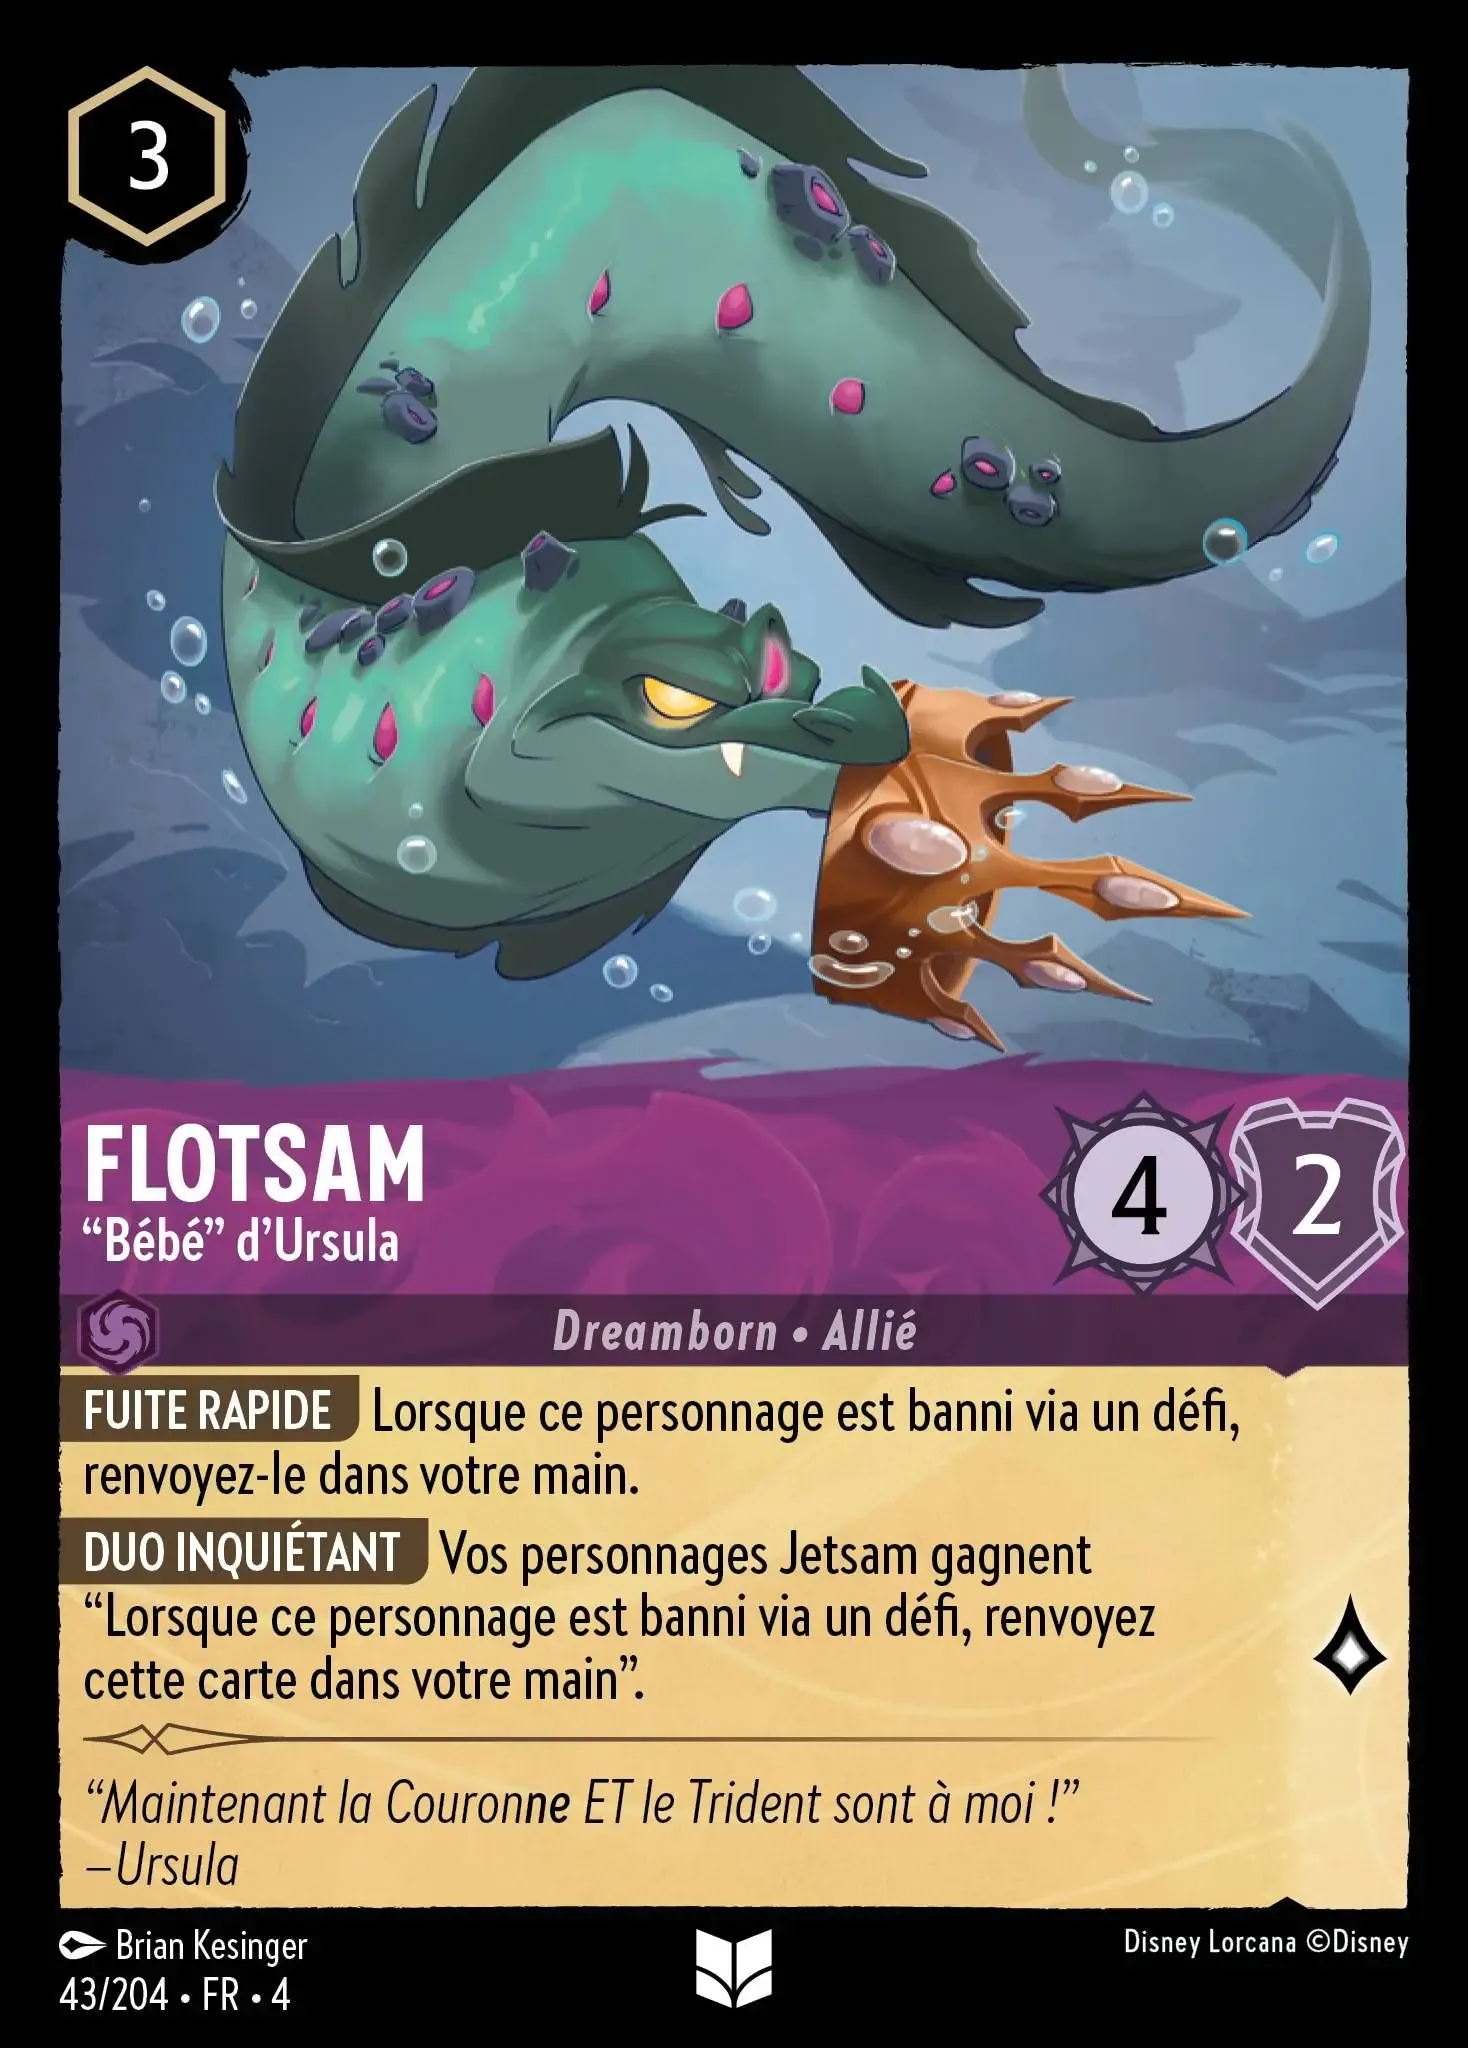 3
FLOTSAM
“Bébé” d’Ursula
4
2
Dreamborn • Allié
FUITE RAPIDE Lorsque ce personnage est banni via un défi,
renvoyez-le dans votre main.
DUO INQUIÉTANT Vos personnages Jetsam gagnent
“Lorsque ce personnage est banni via un défi, renvoyez
cette carte dans votre main”.
“Maintenant la Couronne ET le Trident sont à moi !”
–Ursula
Brian Kesinger
Disney Lorcana ©Disney
43/204 • FR • 4